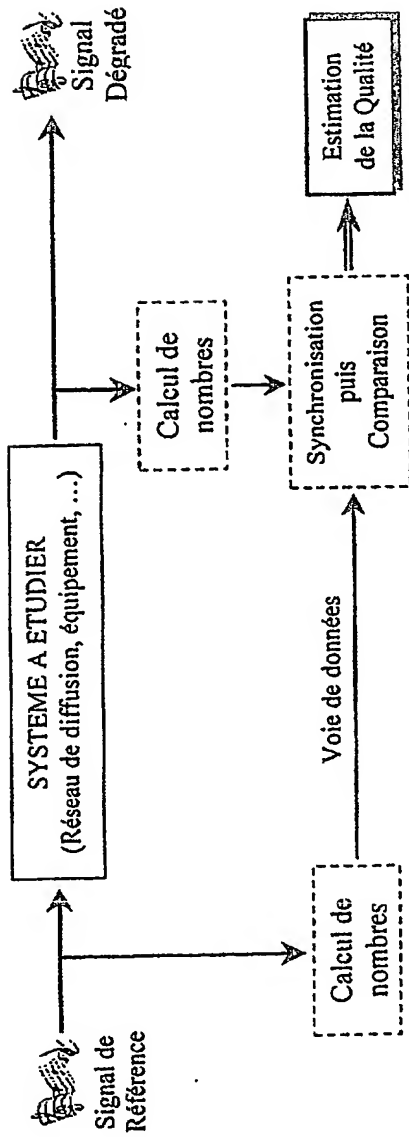 Signal de
Référence
SYSTEME A ETUDIER
(Réseau de diffusion, équipement, ...)
Signal
Dégradé
Calcul de
nombres
Calcul de
nombres
Voie de données
Synchronisation
puis
Comparaison
Estimation
de la Qualité